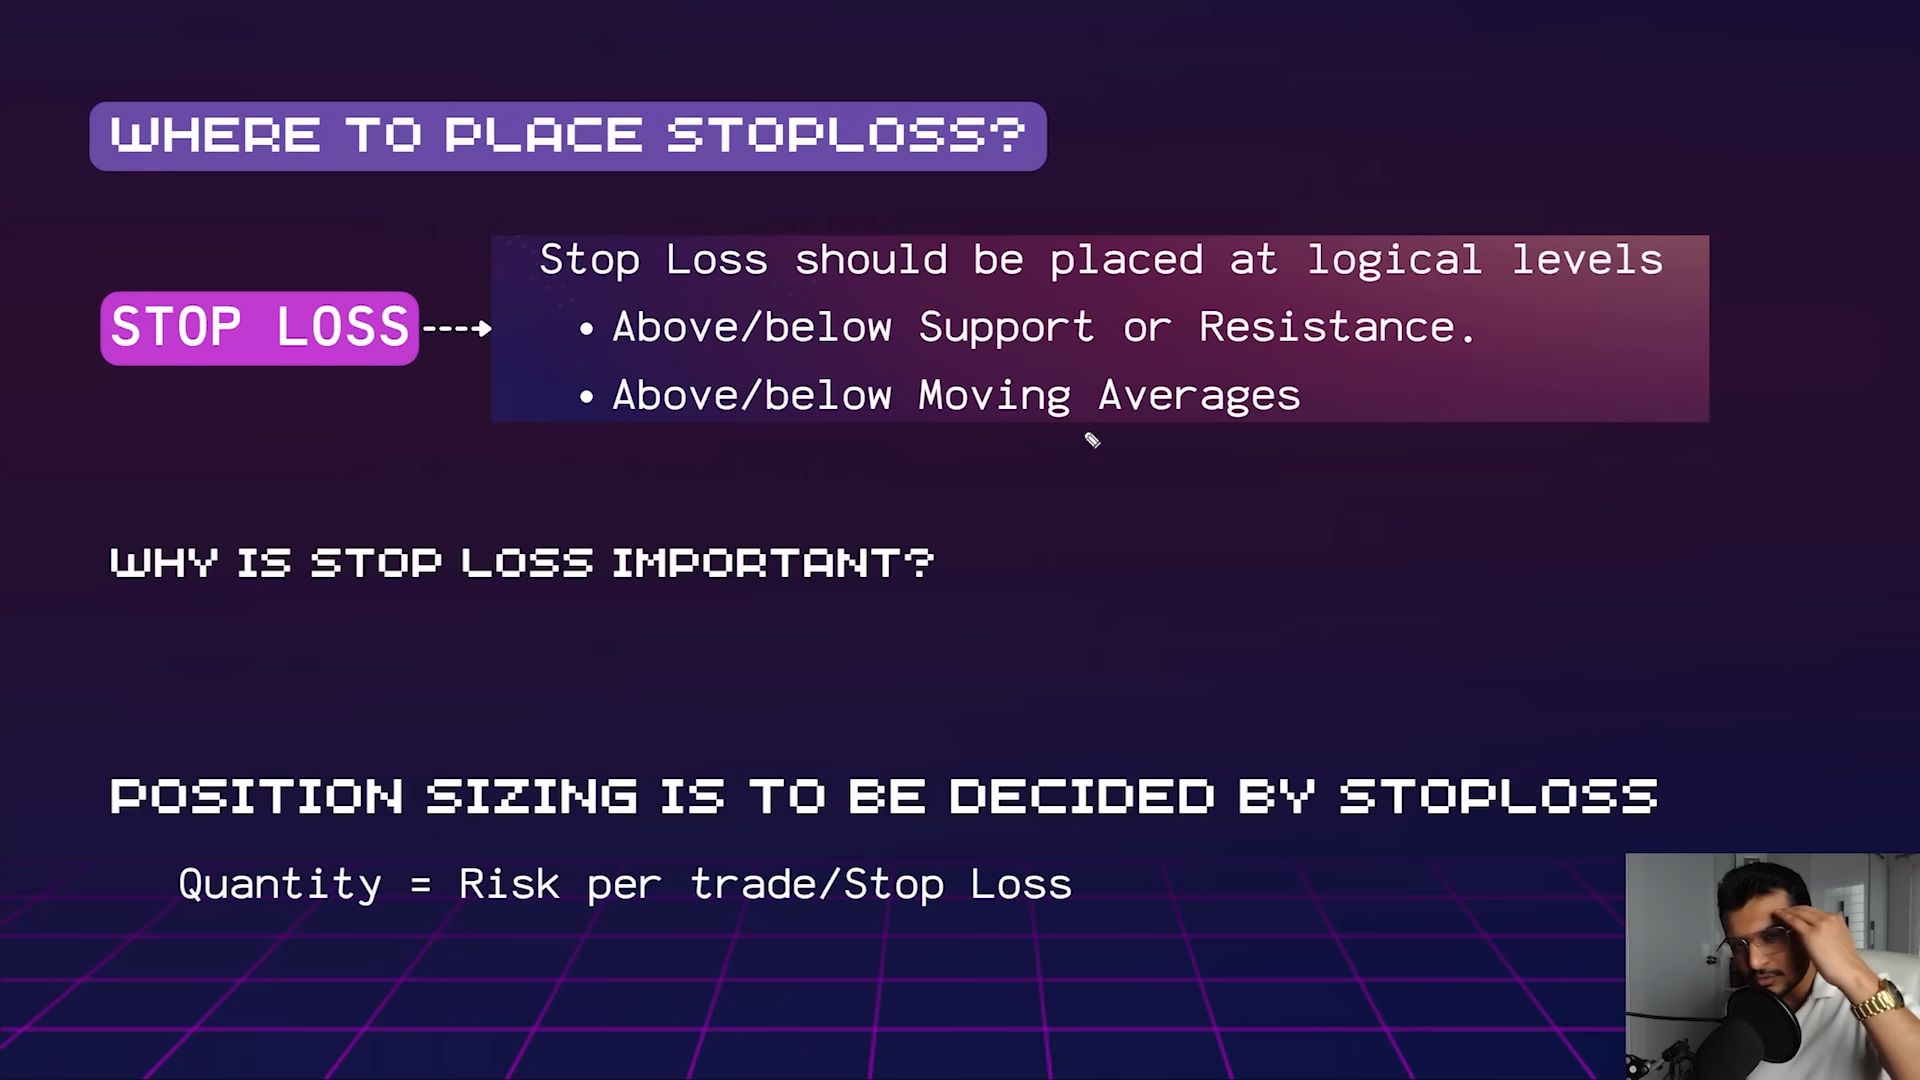 WHERE TO PLACE STOPLOSS?
STOP LOSS
Stop Loss should be placed at logical levels
• Above/below Support or Resistance.
• Above/below Moving Averages
WHY IS STOP LOSS IMPORTANT?
POSITION SIZING IS TO BE DECIDED BY STOPLOSS
Quantity = Risk per trade/Stop Loss